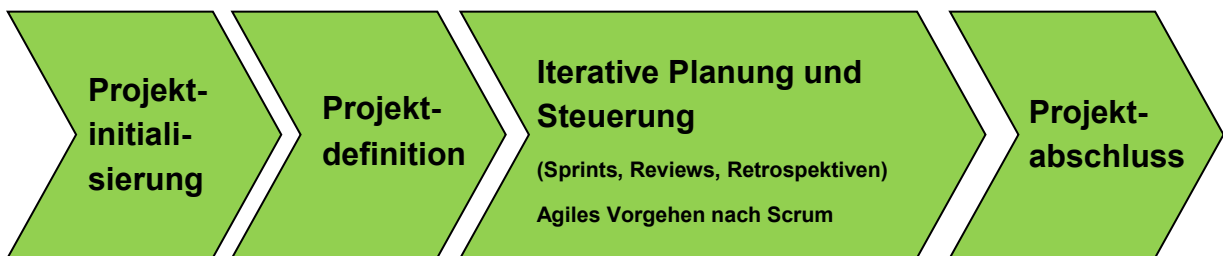 Projekt-
initiali-
sierung
Projekt-
definition
Iterative Planung und
Steuerung
(Sprints, Reviews, Retrospektiven)
Agiles Vorgehen nach Scrum
Projekt-
abschluss